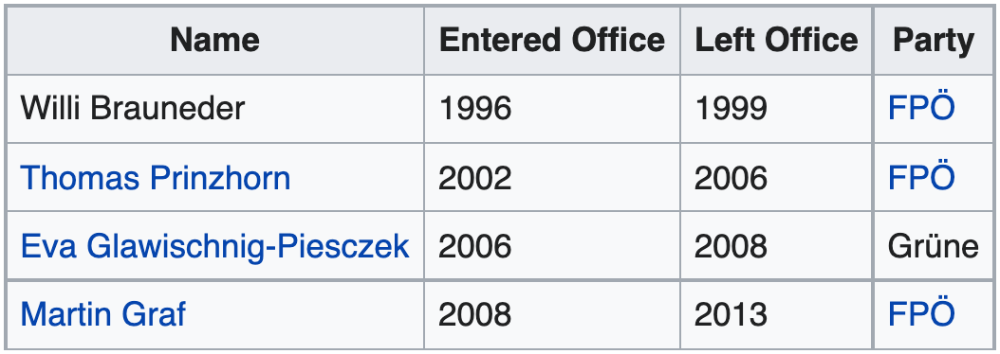 Name Entered Office Left Office Party
Willi Brauneder 1996 1999 FPÖ
Thomas Prinzhorn 2002 2006 FPÖ
Eva Glawischnig-Piesczek 2006 2008 Grüne
Martin Graf 2008 2013 FPÖ